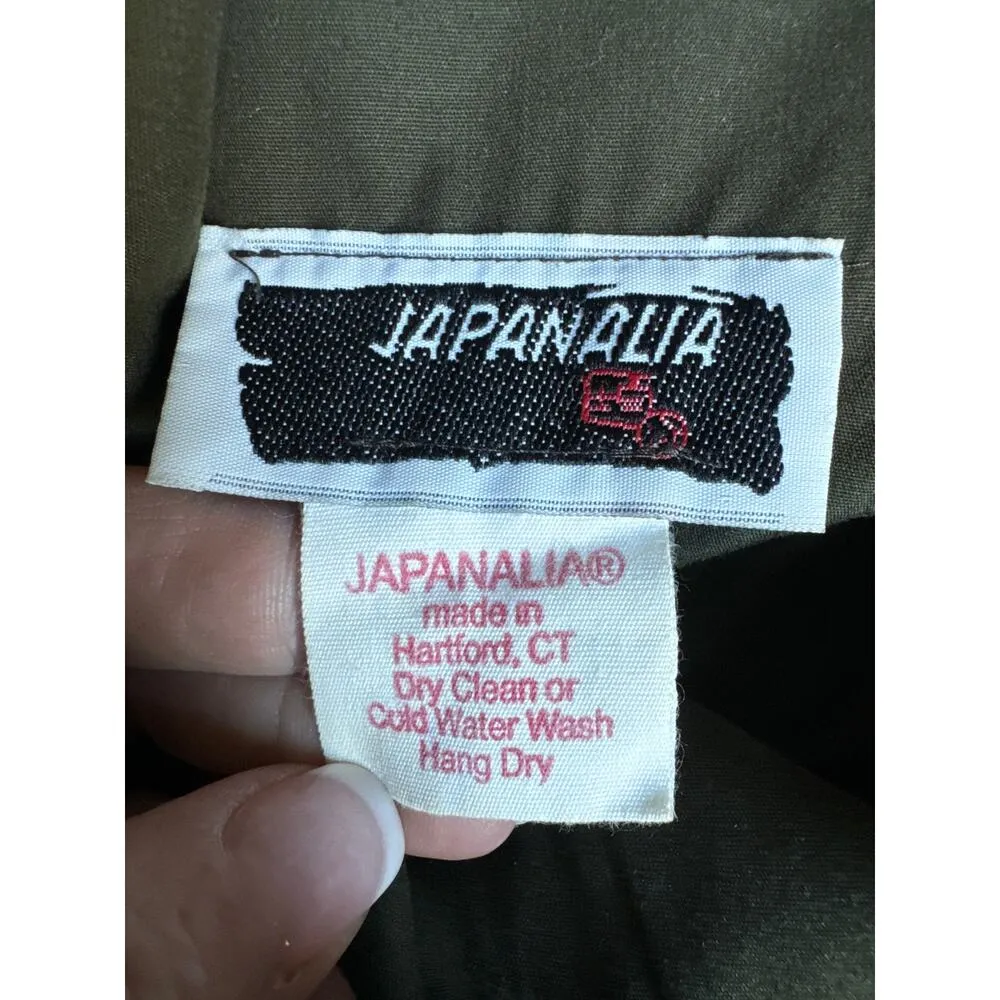 JAPANALIA
JAPANALIA®
made in
Hartford, CT
Dry Clean or
Cold Water Wash
Hang Dry